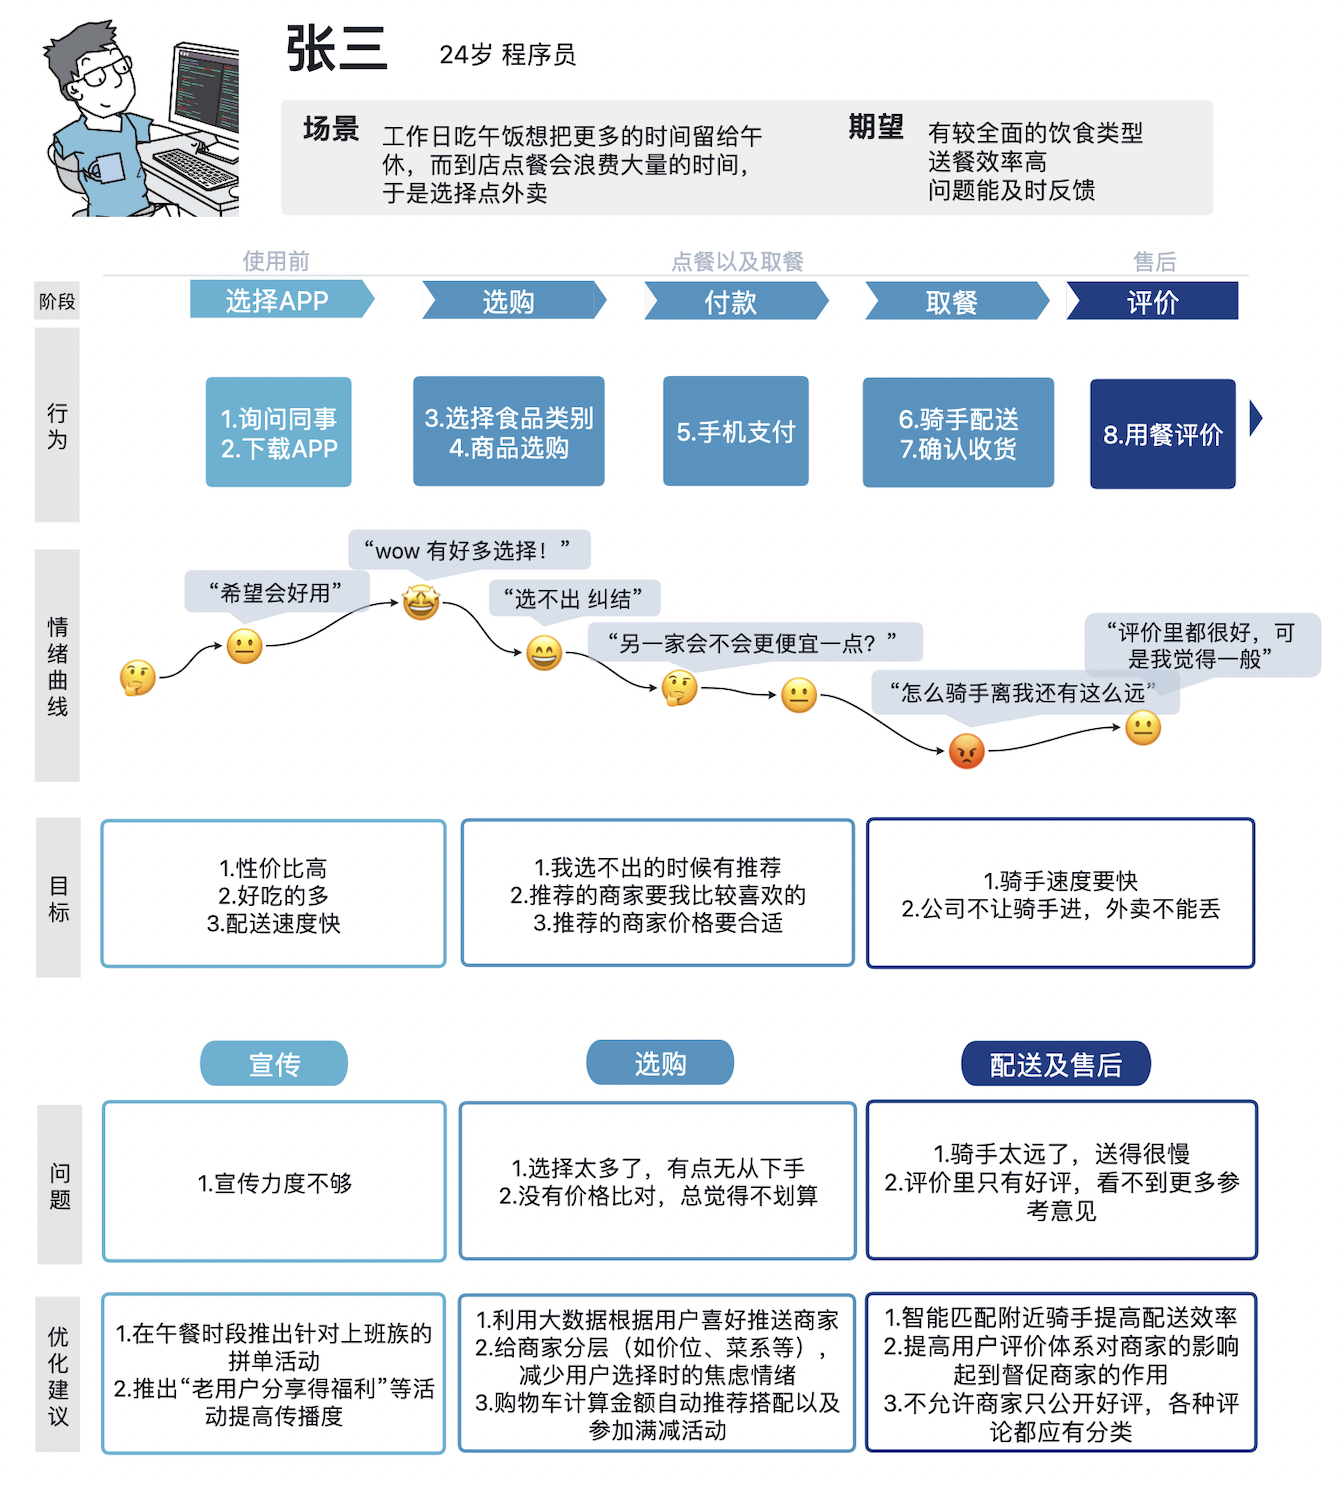 张三
24岁 程序员
场景
工作日吃午饭想把更多的时间留给午
休，而到店点餐会浪费大量的时间，
于是选择点外卖
期望
有较全面的饮食类型
送餐效率高
问题能及时反馈
使用前
点餐以及取餐
售后
阶段
选择APP
选购
付款
取餐
评价
行为
1.询问同事
2.下载APP
3.选择食品类别
4.商品选购
5.手机支付
6.骑手配送
7.确认收货
8.用餐评价
情绪曲线
“希望会好用”
“wow 有好多选择！”
“选不出 纠结”
“另一家会不会更便宜一点？”
“怎么骑手离我还有这么远”
“评价里都很好，可
是我觉得一般”
目标
1.性价比高
2.好吃的多
3.配送速度快
1.我选不出的时候有推荐
2.推荐的商家要我比较喜欢的
3.推荐的商家价格要合适
1.骑手速度要快
2.公司不让骑手进，外卖不能丢
宣传
选购
配送及售后
问题
1.宣传力度不够
1.选择太多了，有点无从下手
2.没有价格比对，总觉得不划算
1.骑手太远了，送得很慢
2.评价里只有好评，看不到更多参
考意见
优化建议
1.在午餐时段推出针对上班族的
拼单活动
2.推出“老用户分享得福利”等活
动提高传播度
1.利用大数据根据用户喜好推送商家
2.给商家分层（如价位、菜系等），
减少用户选择时的焦虑情绪
3.购物车计算金额自动推荐搭配以及
参加满减活动
1.智能匹配附近骑手提高配送效率
2.提高用户评价体系对商家的影响
起到督促商家的作用
3.不允许商家只公开好评，各种评
论都应有分类